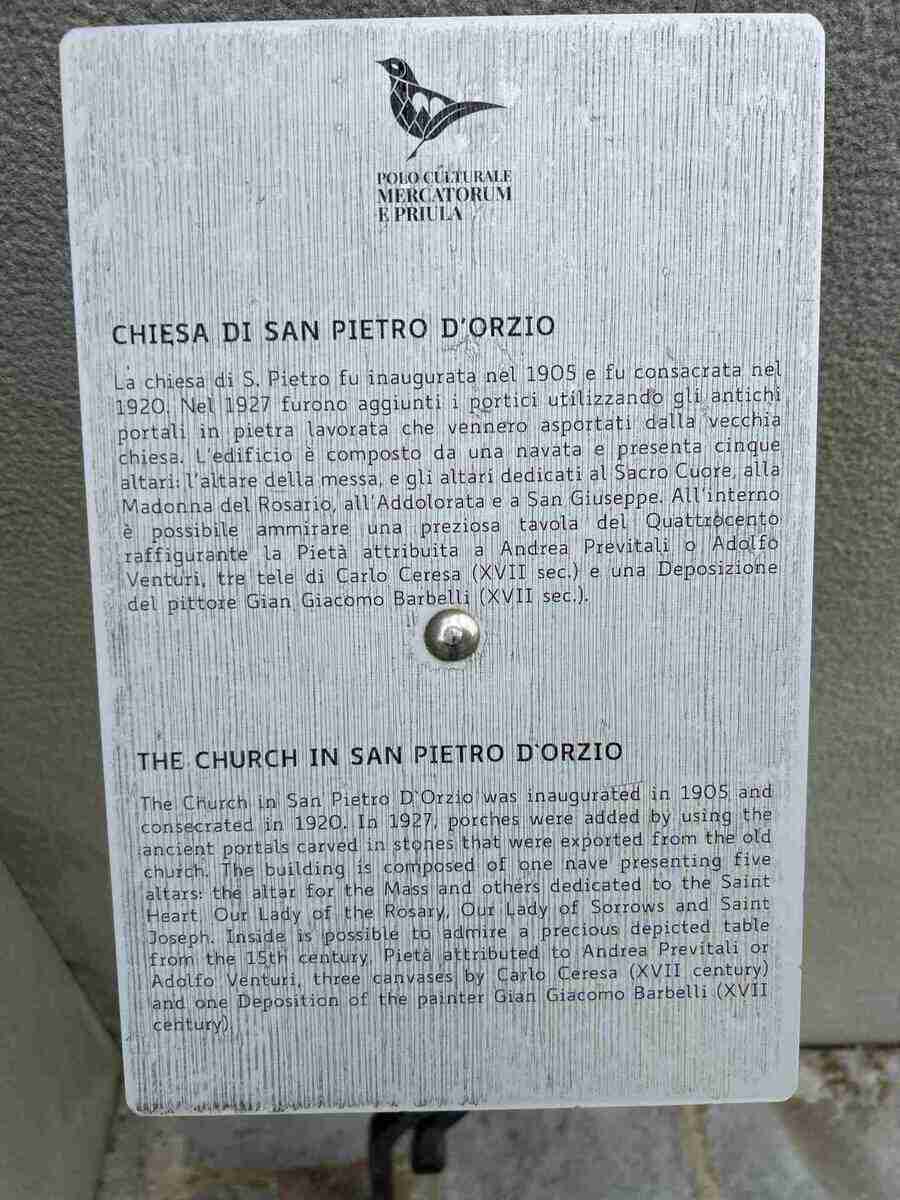 POLO CULTURALE
MERCATORUM
E PRIULA
CHIESA DI SAN PIETRO D'ORZIO
La chiesa di S. Pietro fu inaugurata nel 1905 e fu consacrata nel
1920. Nel 1927 furono aggiunti i portici utilizzando gli antichi
portali in pietra lavorata che vennero asportati dalla vecchia
chiesa. L'edificio è composto da una navata e presenta cinque
altari: l'altare della messa, e gli altari dedicati al Sacro Cuore, alla
Madonna del Rosario, all'Addolorata e a San Giuseppe. All'interno
è possibile ammirare una preziosa tavola del Quattrocento
raffigurante la Pietà attribuita a Andrea Previtali o Adolfo
Venturi, tre tele di Carlo Ceresa (XVII sec.) e una Deposizione
del pittore Gian Giacomo Barbelli (XVII sec.).
THE CHURCH IN SAN PIETRO D`ORZIO
The Church in San Pietro D`Orzio was inaugurated in 1905 and
consecrated in 1920. In 1927, porches were added by using the
ancient portals carved in stones that were exported from the old
church. The building is composed of one nave presenting five
altars: the altar for the Mass and others dedicated to the Saint
Heart, Our Lady of the Rosary, Our Lady of Sorrows and Saint
Joseph. Inside is possible to admire a precious depicted table
from the 15th century, Pietà attributed to Andrea Previtali or
Adolfo Venturi, three canvases by Carlo Ceresa (XVII century)
and one Deposition of the painter Gian Giacomo Barbelli (XVII
century).